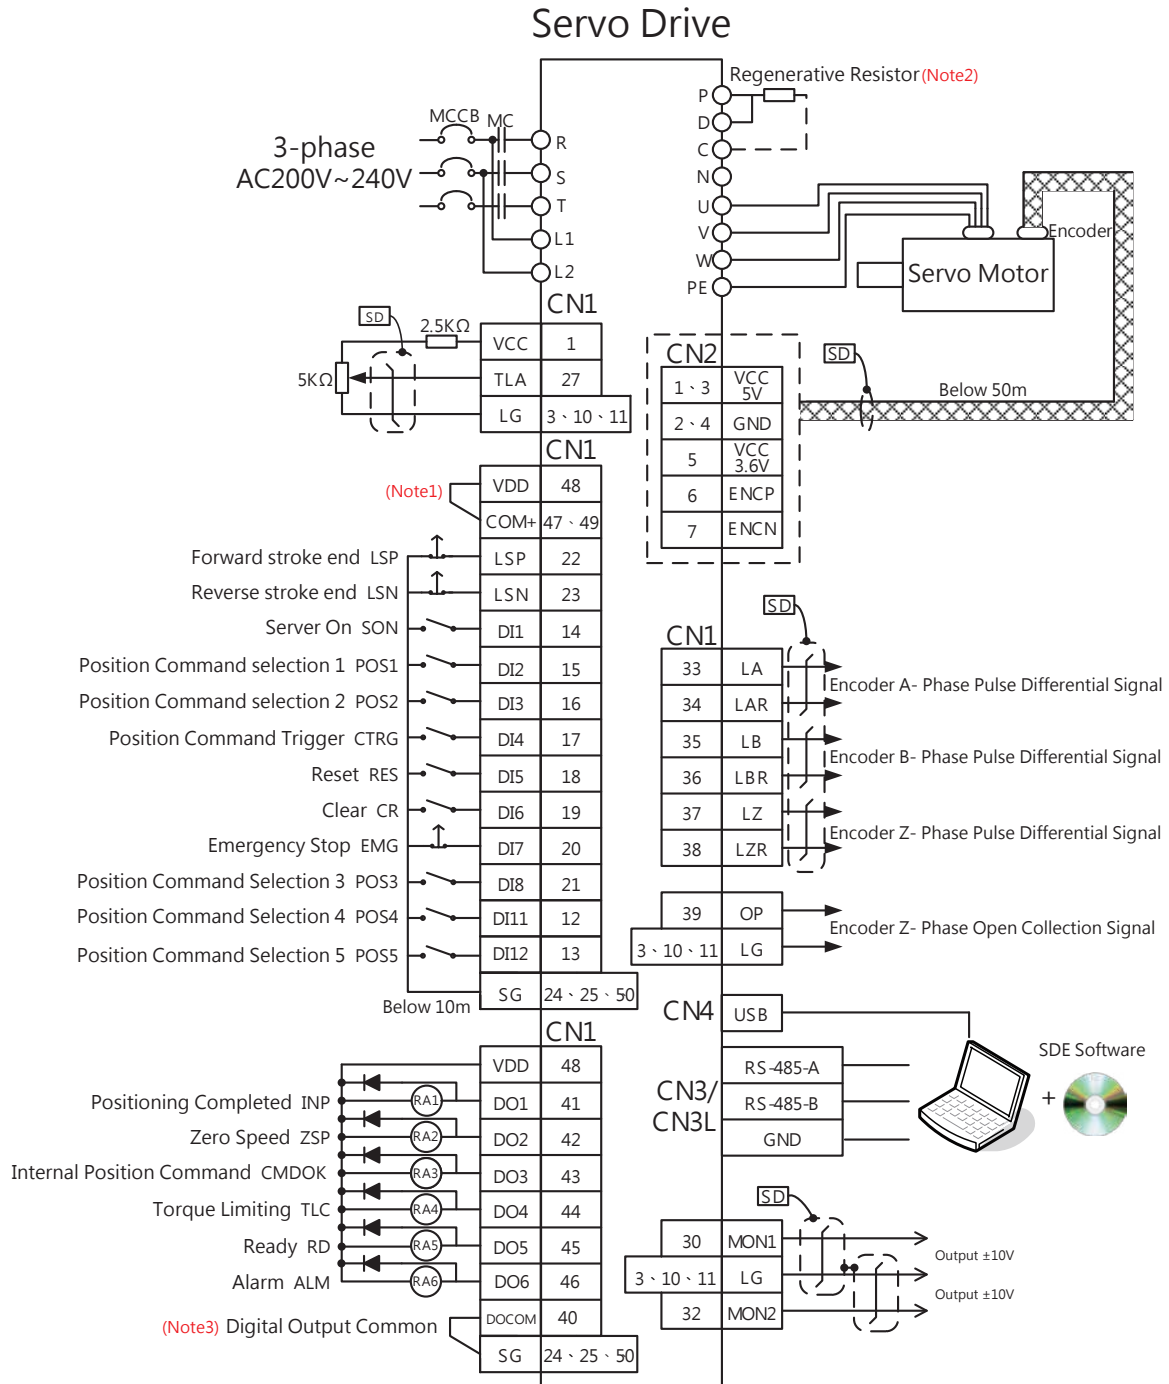 Servo Drive
Regenerative Resistor(Note2)
MCCB
MC
3-phase
AC200V~240V
R
S
T
L1
L2
P
D
C
N
U
V
W
PE
Encoder
Servo Motor
CN1
SD
2.5KΩ
5KΩ
VCC 1
TLA 27
LG 3、10、11
CN2
1、3 VCC 5V
2、4 GND
5 VCC 3.6V
6 ENCP
7 ENCN
SD
Below 50m
CN1
(Note1)
VDD 48
COM+ 47、49
Forward stroke end LSP LSP 22
Reverse stroke end LSN LSN 23
Server On SON DI1 14
Position Command selection 1 POS1 DI2 15
Position Command selection 2 POS2 DI3 16
Position Command Trigger CTRG DI4 17
Reset RES DI5 18
Clear CR DI6 19
Emergency Stop EMG DI7 20
Position Command Selection 3 POS3 DI8 21
Position Command Selection 4 POS4 DI11 12
Position Command Selection 5 POS5 DI12 13
SG 24、25、50
Below 10m
CN1
SD
33 LA
34 LAR
Encoder A- Phase Pulse Differential Signal
35 LB
36 LBR
Encoder B- Phase Pulse Differential Signal
37 LZ
38 LZR
Encoder Z- Phase Pulse Differential Signal
39 OP
3、10、11 LG
Encoder Z- Phase Open Collection Signal
CN4 USB
CN3/
CN3L
RS-485-A
RS-485-B
GND
SDE Software
+
CN1
VDD 48
Positioning Completed INP RA1 DO1 41
Zero Speed ZSP RA2 DO2 42
Internal Position Command CMDOK RA3 DO3 43
Torque Limiting TLC RA4 DO4 44
Ready RD RA5 DO5 45
Alarm ALM RA6 DO6 46
(Note3) Digital Output Common DOCOM 40
SG 24、25、50
SD
30 MON1
Output ±10V
3、10、11 LG
Output ±10V
32 MON2